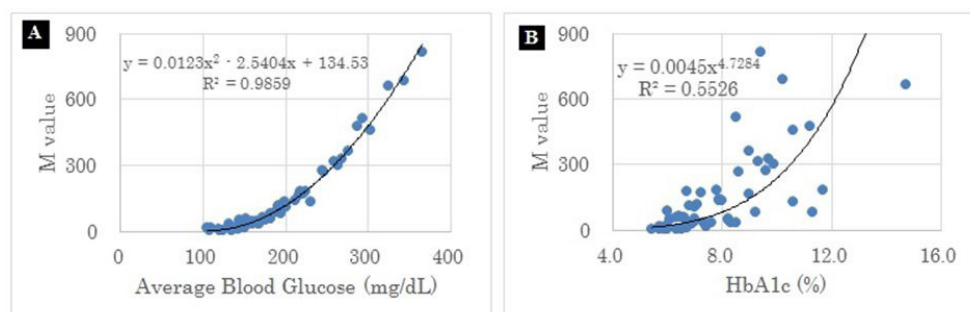 A
900
600
300
0
M value
y = 0.0123x² - 2.5404x + 134.53
R² = 0.9859
0 100 200 300 400
Average Blood Glucose (mg/dL)
B
900
600
300
0
M value
y = 0.0045x⁴·⁷²⁸⁴
R² = 0.5526
4.0 8.0 12.0 16.0
HbA1c (%)